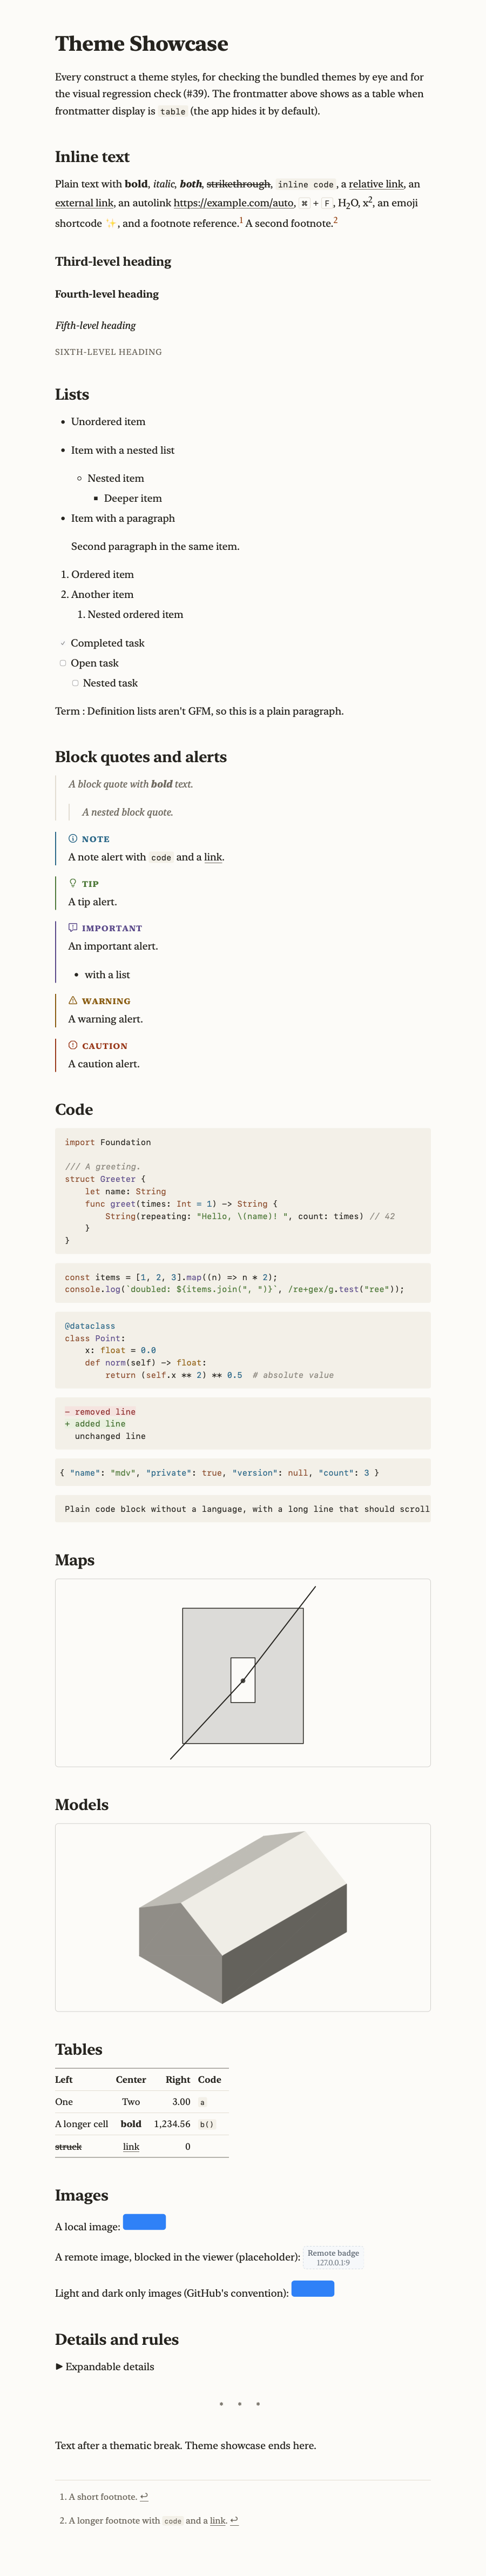 Theme Showcase
Every construct a theme styles, for checking the bundled themes by eye and for
the visual regression check (#39). The frontmatter above shows as a table when
frontmatter display is table (the app hides it by default).
Inline text
Plain text with bold, italic, both, strikethrough, inline code, a relative link, an
external link, an autolink https://example.com/auto, ⌘ + F, H2O, x2, an emoji
shortcode ✨, and a footnote reference.1 A second footnote.2
Third-level heading
Fourth-level heading
Fifth-level heading
SIXTH-LEVEL HEADING
Lists
• Unordered item
• Item with a nested list
◦ Nested item
▪ Deeper item
• Item with a paragraph
Second paragraph in the same item.
1. Ordered item
2. Another item
1. Nested ordered item
Completed task
Open task
Nested task
Term : Definition lists aren't GFM, so this is a plain paragraph.
Block quotes and alerts
A block quote with bold text.
A nested block quote.
NOTE
A note alert with code and a link.
TIP
A tip alert.
IMPORTANT
An important alert.
• with a list
WARNING
A warning alert.
CAUTION
A caution alert.
Code
import Foundation
/// A greeting.
struct Greeter {
    let name: String
    func greet(times: Int = 1) -> String {
        String(repeating: "Hello, \(name)! ", count: times) // 42
    }
}
const items = [1, 2, 3].map((n) => n * 2);
console.log(`doubled: ${items.join(", ")}`, /re+gex/g.test("ree"));
@dataclass
class Point:
    x: float = 0.0
    def norm(self) -> float:
        return (self.x ** 2) ** 0.5  # absolute value
- removed line
+ added line
  unchanged line
{ "name": "mdv", "private": true, "version": null, "count": 3 }
Plain code block without a language, with a long line that should scroll
Maps
Models
Tables
Left Center Right Code
One Two 3.00 a
A longer cell bold 1,234.56 b()
struck link 0
Images
A local image:
A remote image, blocked in the viewer (placeholder): Remote badge
127.0.0.1:9
Light and dark only images (GitHub's convention):
Details and rules
▶ Expandable details
* * *
Text after a thematic break. Theme showcase ends here.
1. A short footnote. ↩
2. A longer footnote with code and a link. ↩